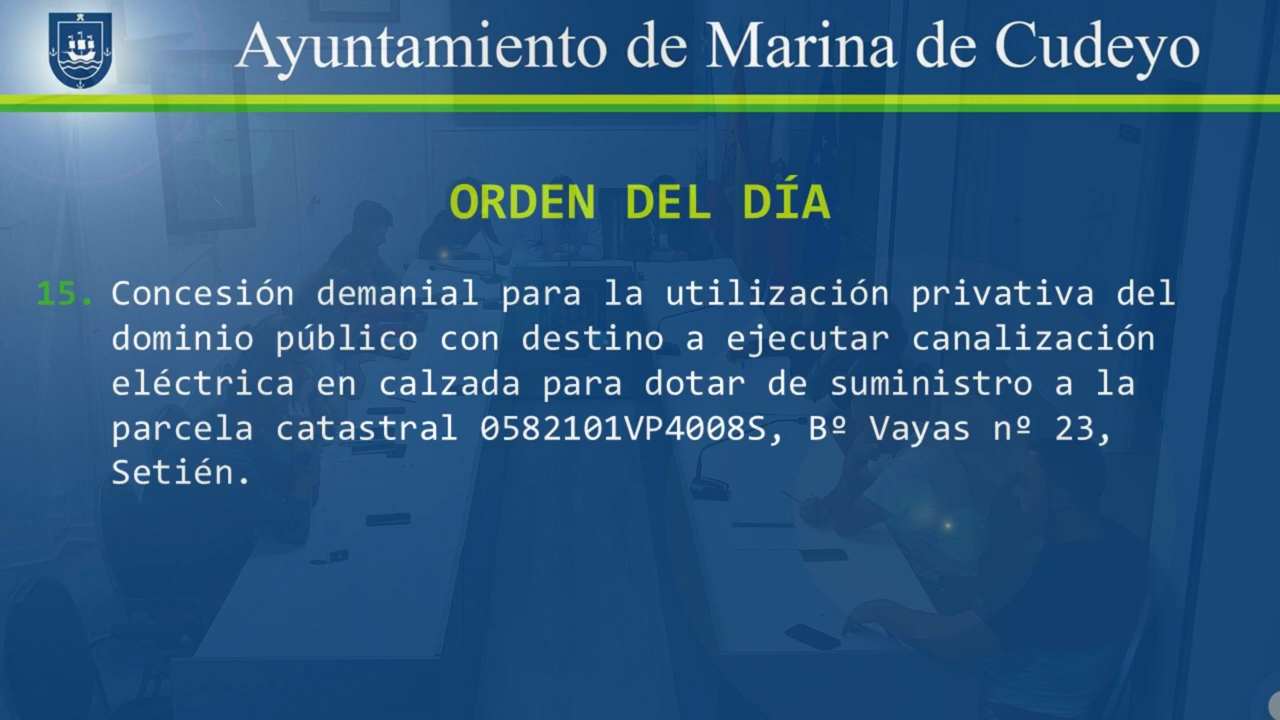 Ayuntamiento de Marina de Cudeyo
ORDEN DEL DÍA
15. Concesión demanial para la utilización privativa del
dominio público con destino a ejecutar canalización
eléctrica en calzada para dotar de suministro a la
parcela catastral 0582101VP4008S, Bº Vayas nº 23,
Setién.